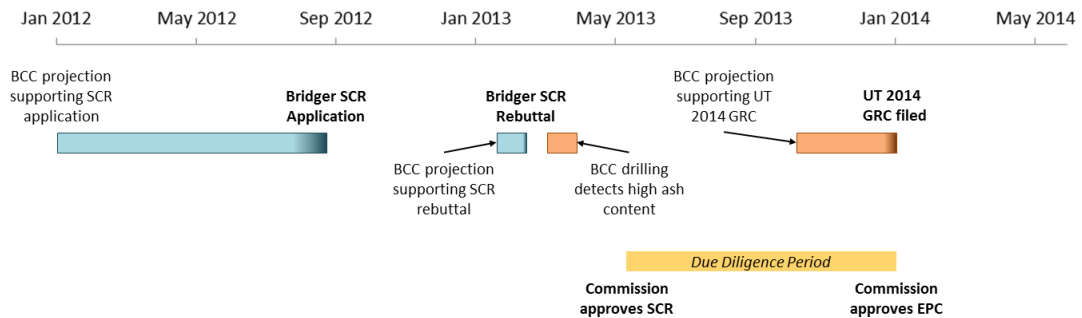 Jan 2012 May 2012 Sep 2012 Jan 2013 May 2013 Sep 2013 Jan 2014 May 2014
BCC projection
supporting SCR
application
Bridger SCR
Application
Bridger SCR
Rebuttal
BCC projection
supporting UT
2014 GRC
UT 2014
GRC filed
BCC projection
supporting SCR
rebuttal
BCC drilling
detects high ash
content
Due Diligence Period
Commission
approves SCR
Commission
approves EPC